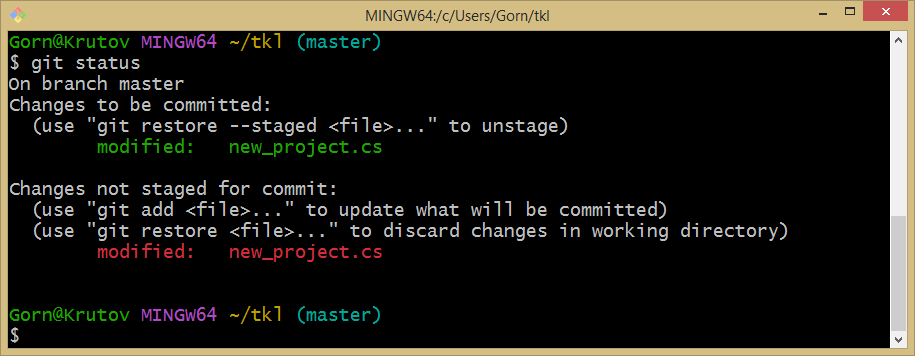 MINGW64:/c/Users/Gorn/tkl
Gorn@Krutov MINGW64 ~/tkl (master)
$ git status
On branch master
Changes to be committed:
  (use "git restore --staged <file>..." to unstage)
        modified:   new_project.cs

Changes not staged for commit:
  (use "git add <file>..." to update what will be committed)
  (use "git restore <file>..." to discard changes in working directory)
        modified:   new_project.cs

Gorn@Krutov MINGW64 ~/tkl (master)
$